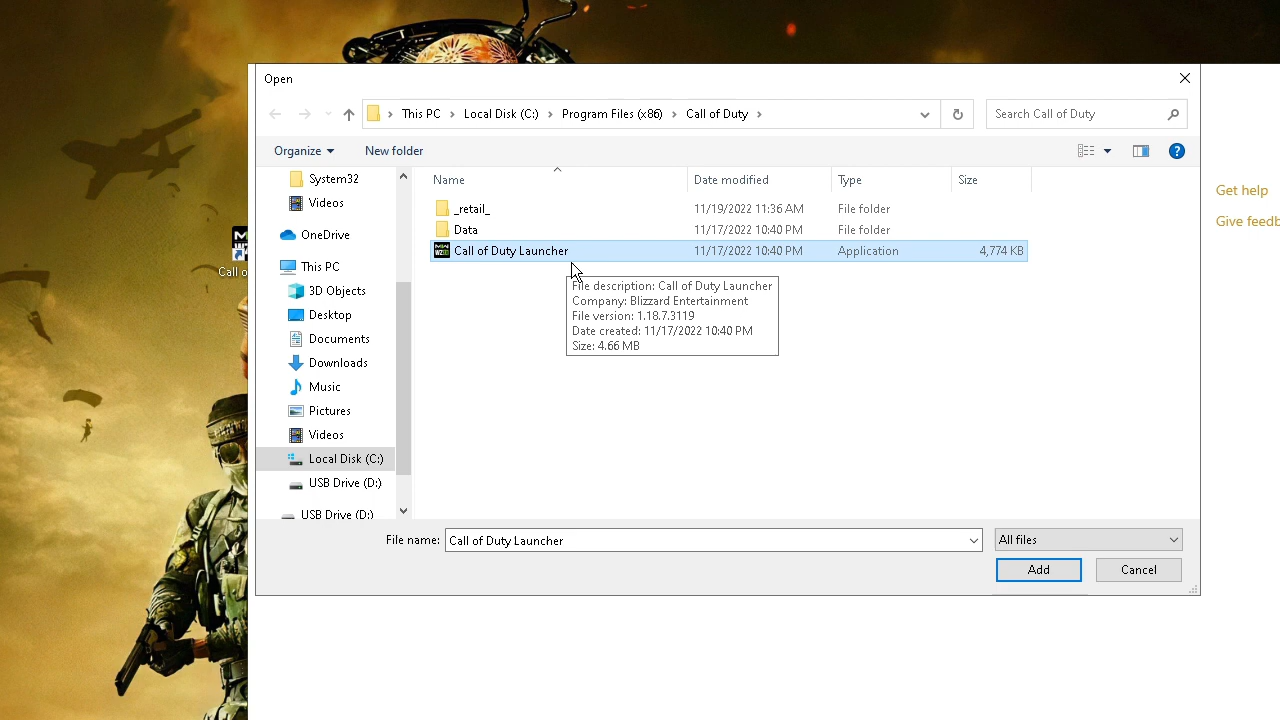 Open
This PC
Local Disk (C:)
Program Files (x86)
Call of Duty
Search Call of Duty
Organize
New folder
Name
Date modified
Type
Size
_retail_
11/19/2022 11:36 AM
File folder
Data
11/17/2022 10:40 PM
File folder
Call of Duty Launcher
11/17/2022 10:40 PM
Application
4,774 KB
File description: Call of Duty Launcher
Company: Blizzard Entertainment
File version: 1.18.7.3119
Date created: 11/17/2022 10:40 PM
Size: 4.66 MB
System32
Videos
OneDrive
This PC
3D Objects
Desktop
Documents
Downloads
Music
Pictures
Videos
Local Disk (C:)
USB Drive (D:)
USB Drive (D:)
File name:
Call of Duty Launcher
All files
Add
Cancel
Get help
Give feedb
Call o